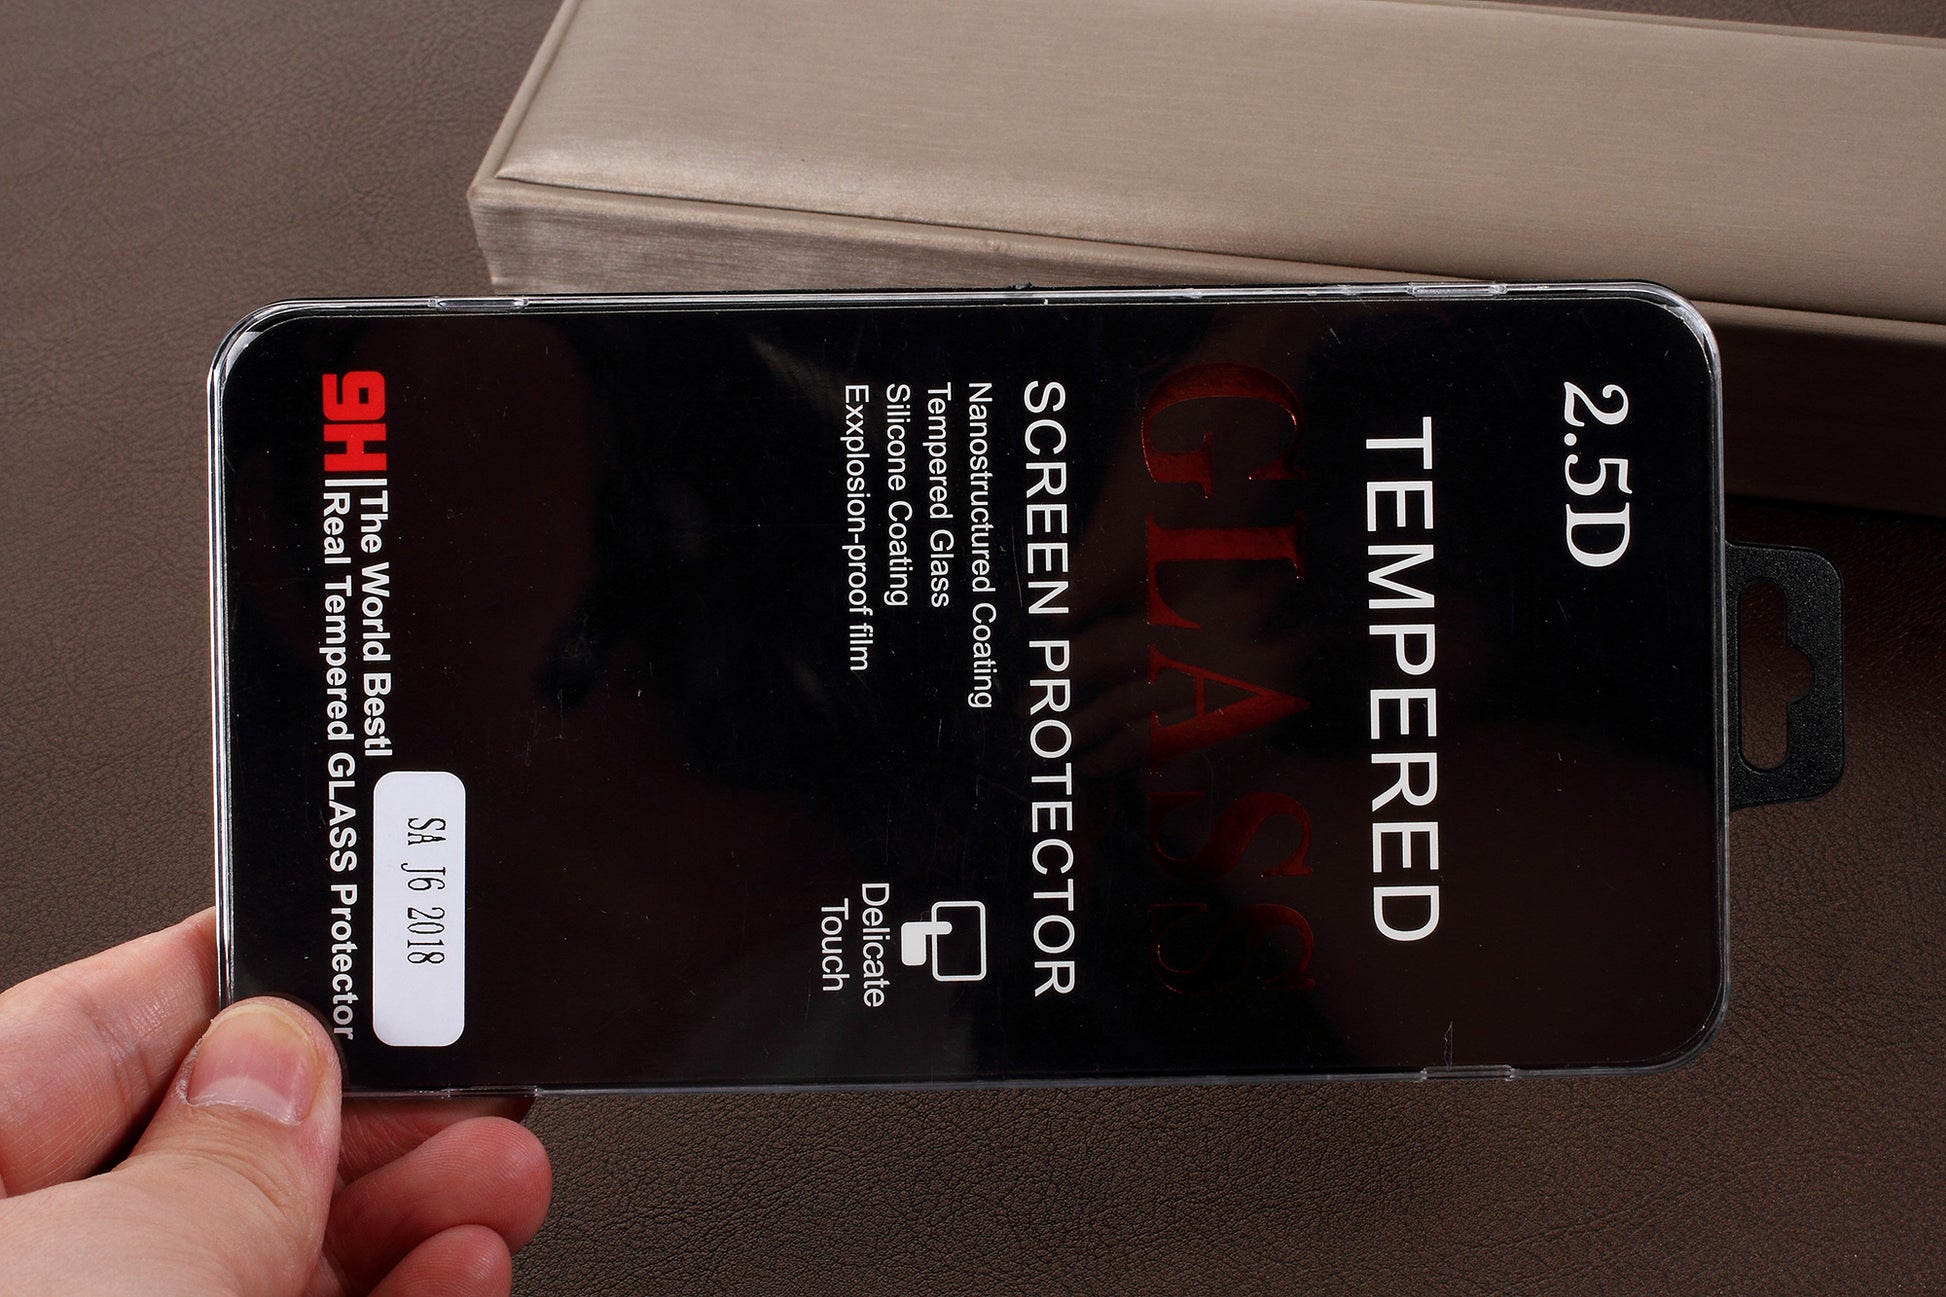 2.5D
TEMPERED
GLASS
SCREEN PROTECTOR
Nanostructured Coating
Tempered Glass
Silicone Coating
Exxplosion-proof film
Delicate
Touch
SA J6 2018
9H
The World Bestl
Real Tempered GLASS Protector